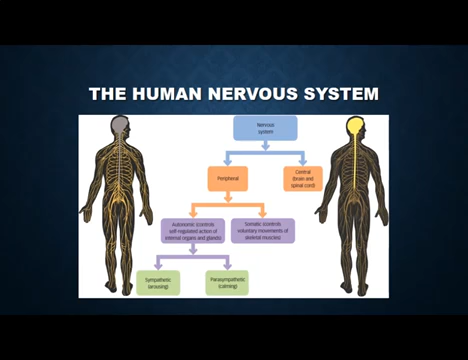 THE HUMAN NERVOUS SYSTEM
Nervous
system
Peripheral
Central
(brain and
spinal cord)
Autonomic (controls
self-regulated action of
internal organs and glands)
Somatic (controls
voluntary movements of
skeletal muscles)
Sympathetic
(arousing)
Parasympathetic
(calming)